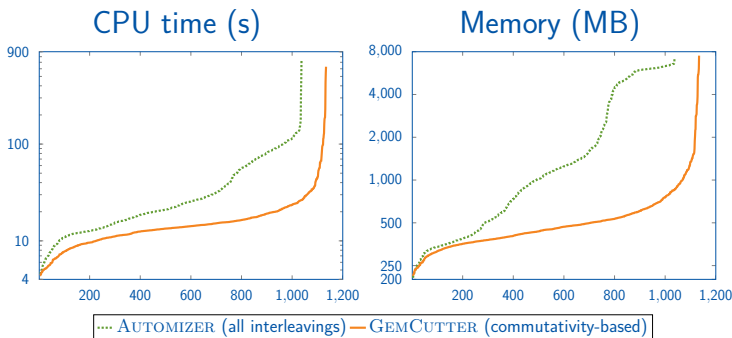 CPU time (s)
900
100
10
4
200 400 600 800 1,000 1,200
Memory (MB)
8,000
4,000
2,000
1,000
500
250
200
200 400 600 800 1,000 1,200
AUTOMIZER (all interleavings) GEMCUTTER (commutativity-based)